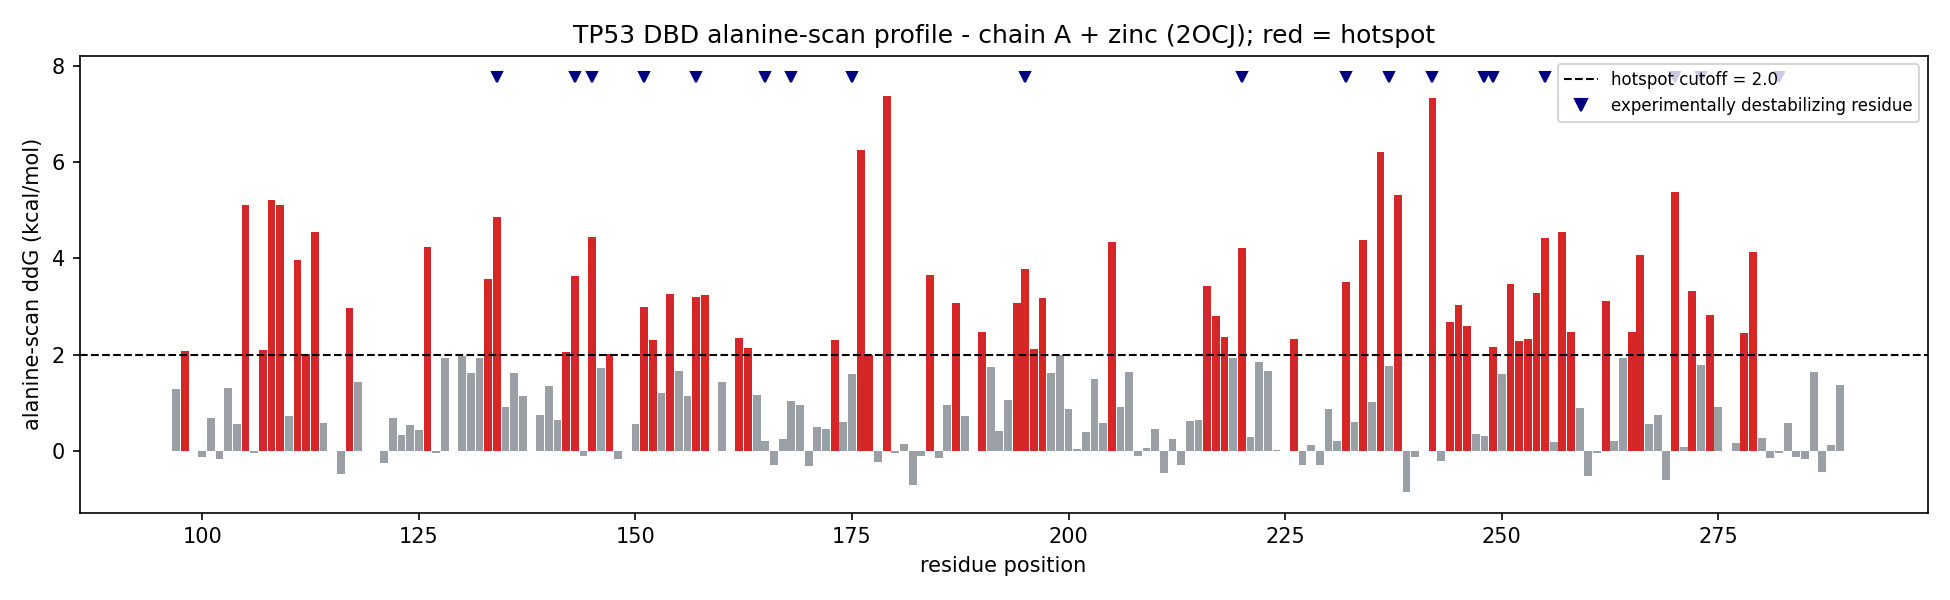 TP53 DBD alanine-scan profile - chain A + zinc (2OCJ); red = hotspot
8
6
4
2
0
alanine-scan ddG (kcal/mol)
hotspot cutoff = 2.0
experimentally destabilizing residue
100 125 150 175 200 225 250 275
residue position